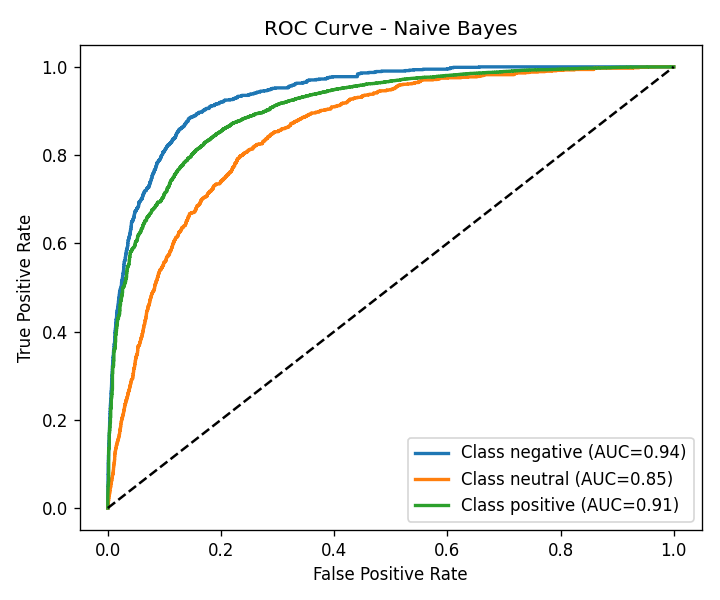 ROC Curve - Naive Bayes
True Positive Rate
1.0
0.8
0.6
0.4
0.2
0.0
Class negative (AUC=0.94)
Class neutral (AUC=0.85)
Class positive (AUC=0.91)
0.0 0.2 0.4 0.6 0.8 1.0
False Positive Rate